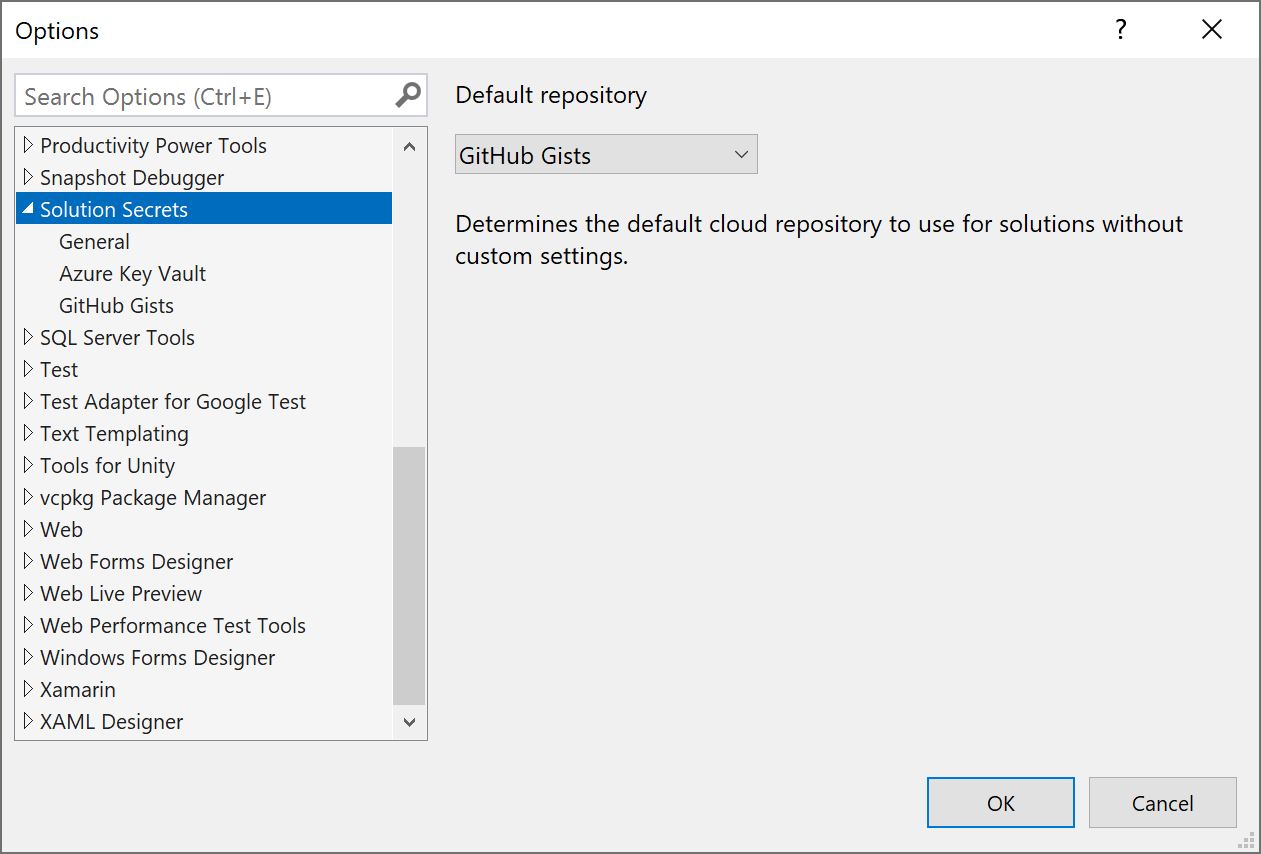 Options
?
Search Options (Ctrl+E)
Productivity Power Tools
Snapshot Debugger
Solution Secrets
General
Azure Key Vault
GitHub Gists
SQL Server Tools
Test
Test Adapter for Google Test
Text Templating
Tools for Unity
vcpkg Package Manager
Web
Web Forms Designer
Web Live Preview
Web Performance Test Tools
Windows Forms Designer
Xamarin
XAML Designer
Default repository
GitHub Gists
Determines the default cloud repository to use for solutions without
custom settings.
OK
Cancel